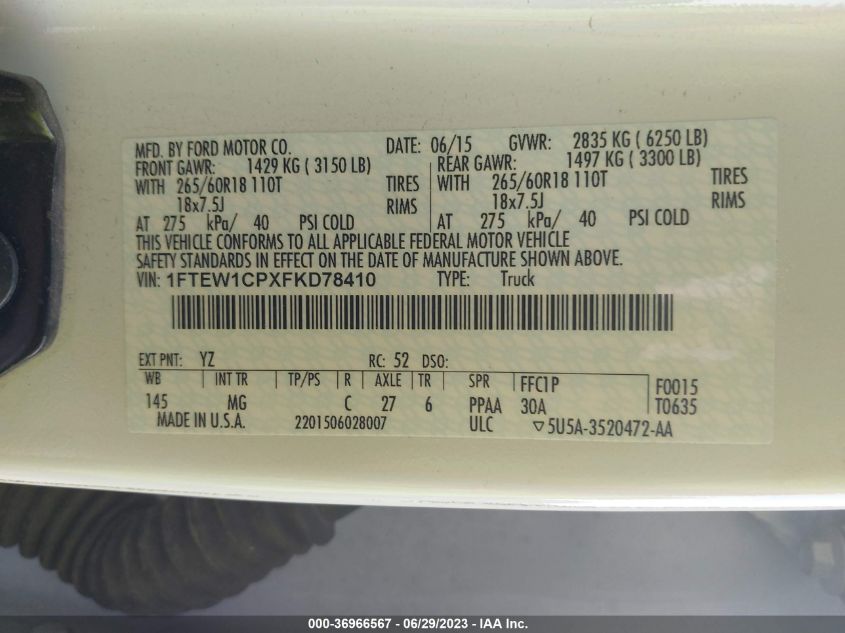 MFD. BY FORD MOTOR CO. DATE: 06/15 GVWR: 2835 KG ( 6250 LB)
FRONT GAWR: 1429 KG ( 3150 LB) REAR GAWR: 1497 KG ( 3300 LB)
WITH 265/60R18 110T TIRES WITH 265/60R18 110T TIRES
18x7.5J RIMS 18x7.5J RIMS
AT 275 kPa/ 40 PSI COLD AT 275 kPa/ 40 PSI COLD
THIS VEHICLE CONFORMS TO ALL APPLICABLE FEDERAL MOTOR VEHICLE
SAFETY STANDARDS IN EFFECT ON THE DATE OF MANUFACTURE SHOWN ABOVE.
VIN: 1FTEW1CPXFKD78410 TYPE: Truck
EXT PNT: YZ RC: 52 DSO:
WB INT TR TP/PS R AXLE TR SPR FFC1P F0015
145 MG C 27 6 PPAA 30A T0635
MADE IN U.S.A. 2201506028007 ULC ▽5U5A-3520472-AA
000-36966567 - 06/29/2023 - IAA Inc.